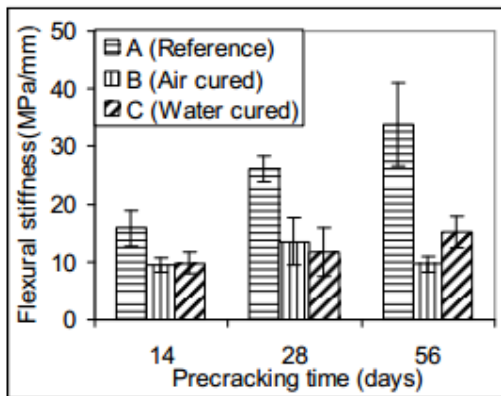 Flexural stiffness(MPa/mm)
50
40
30
20
10
0
A (Reference)
B (Air cured)
C (Water cured)
14 28 56
Precracking time (days)